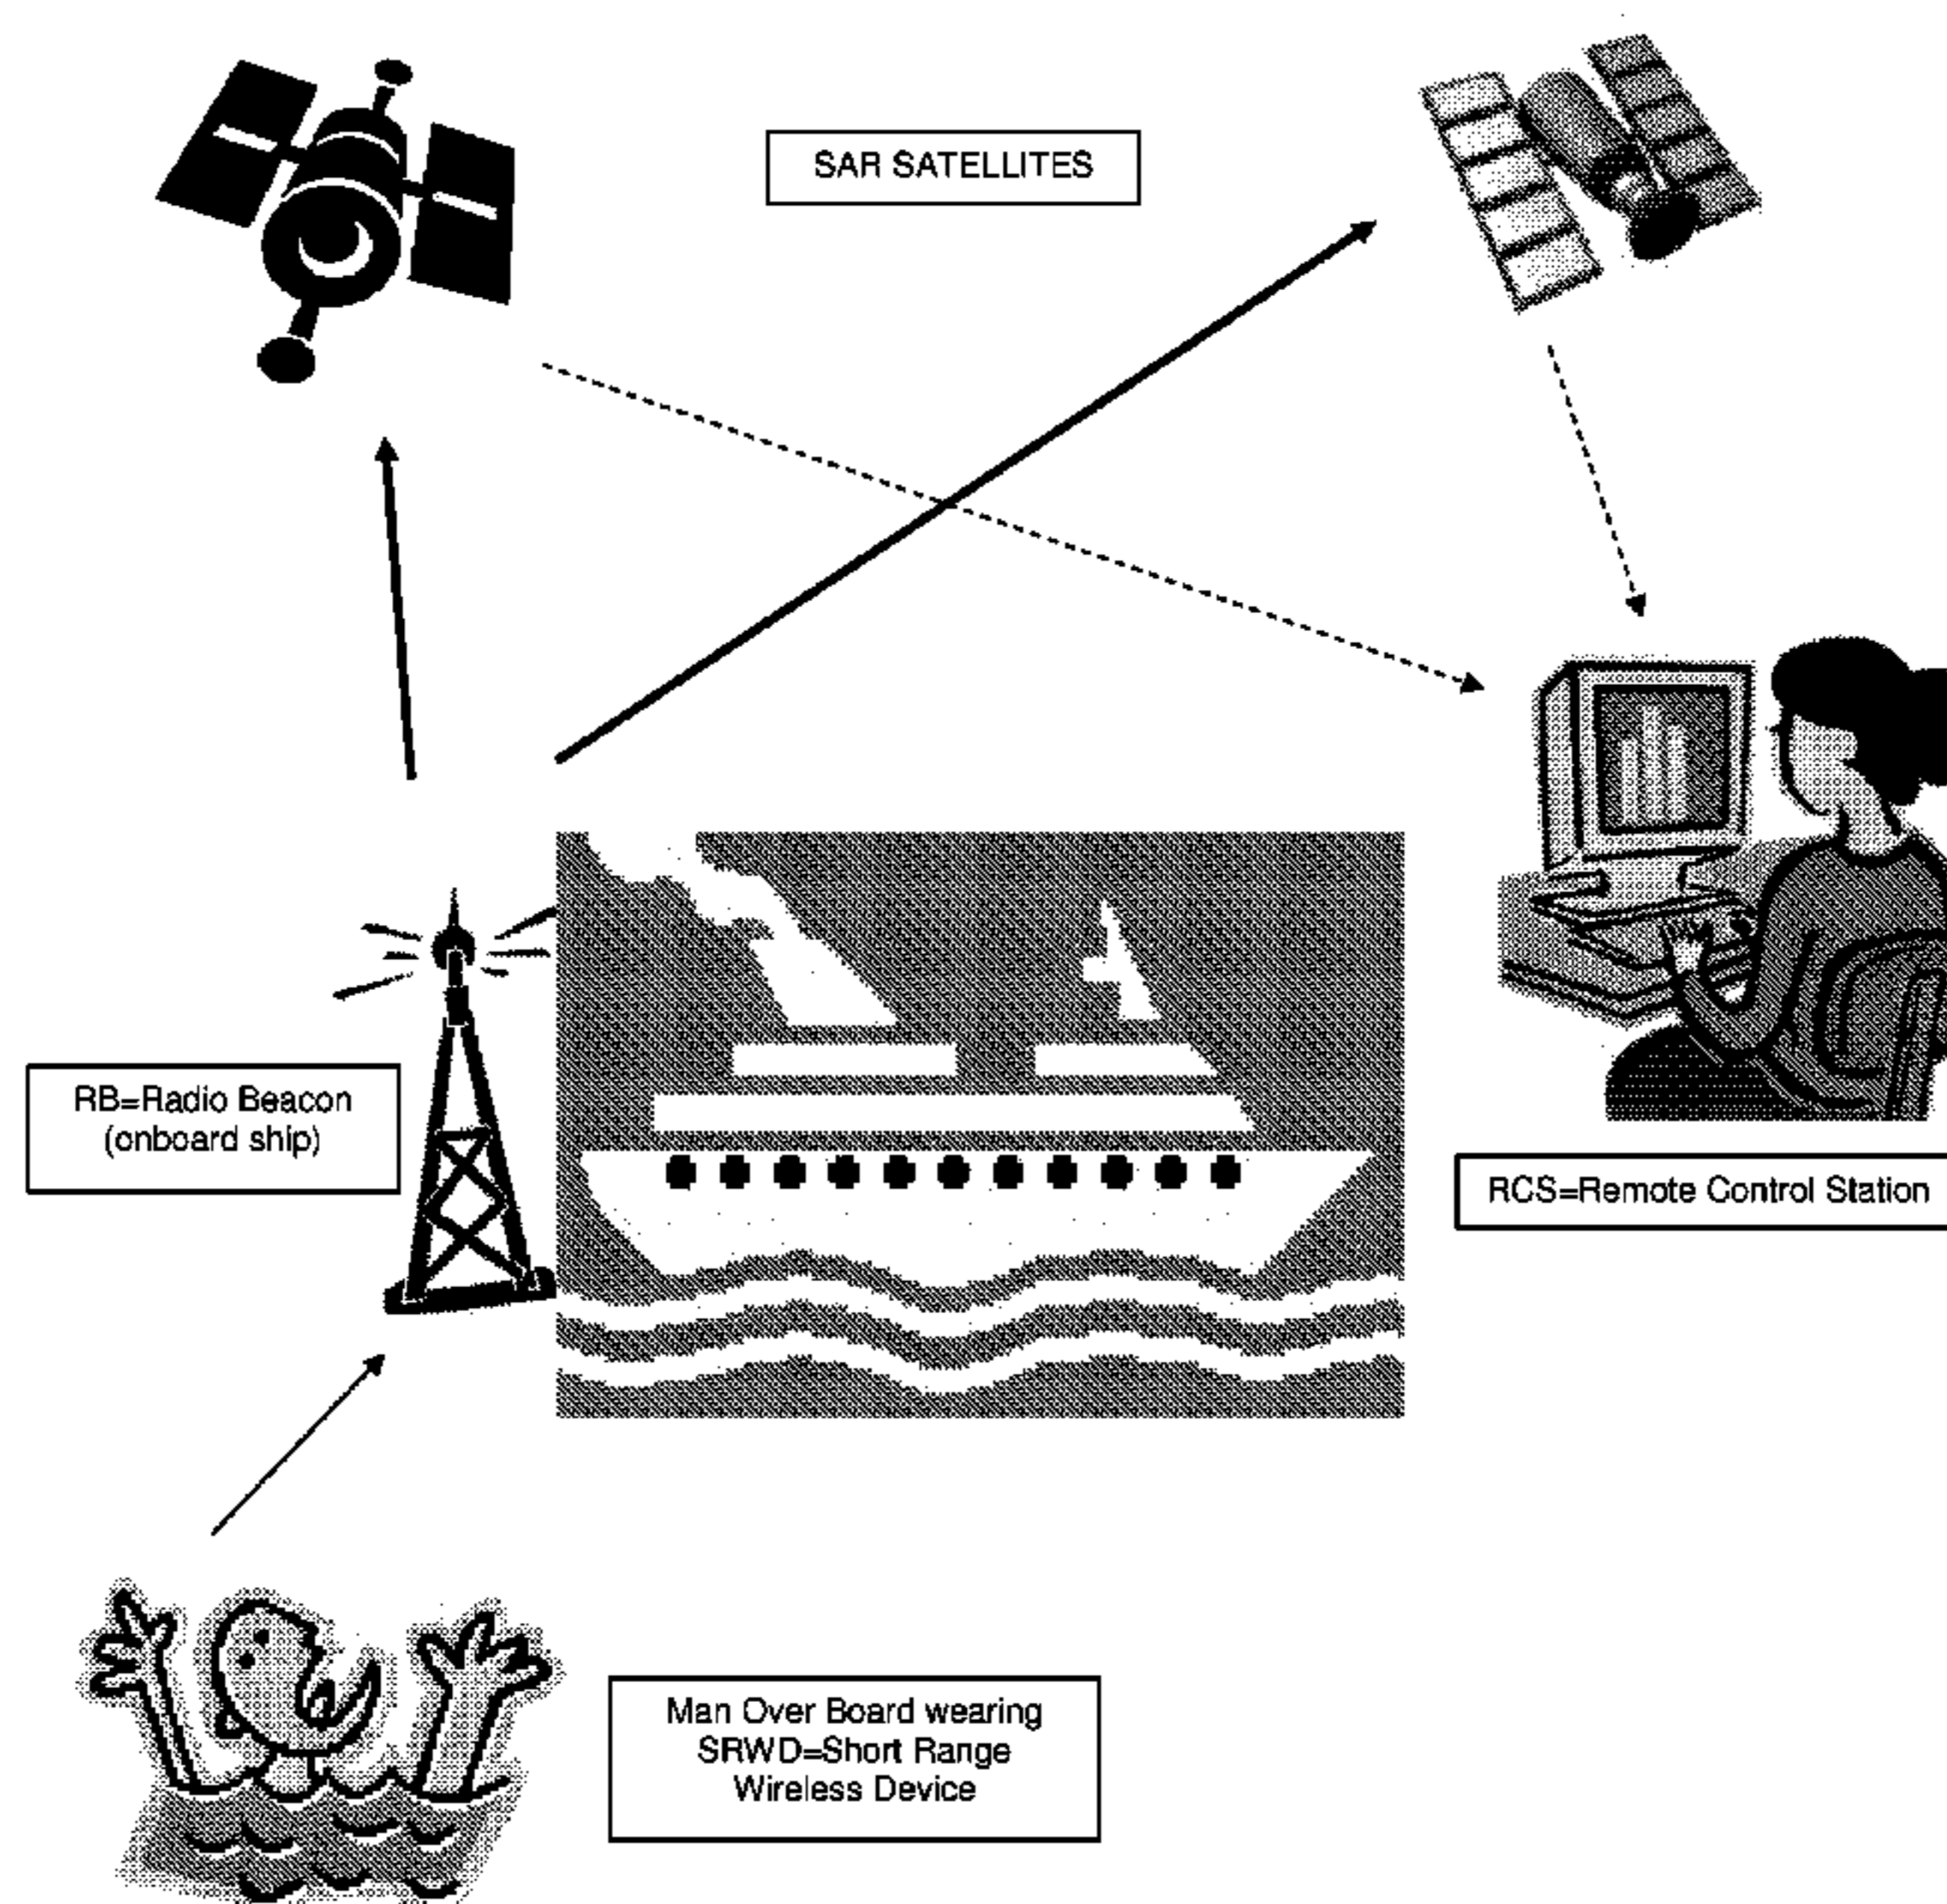 SAR SATELLITES
RB=Radio Beacon
(onboard ship)
RCS=Remote Control Station
Man Over Board wearing
SRWD=Short Range
Wireless Device